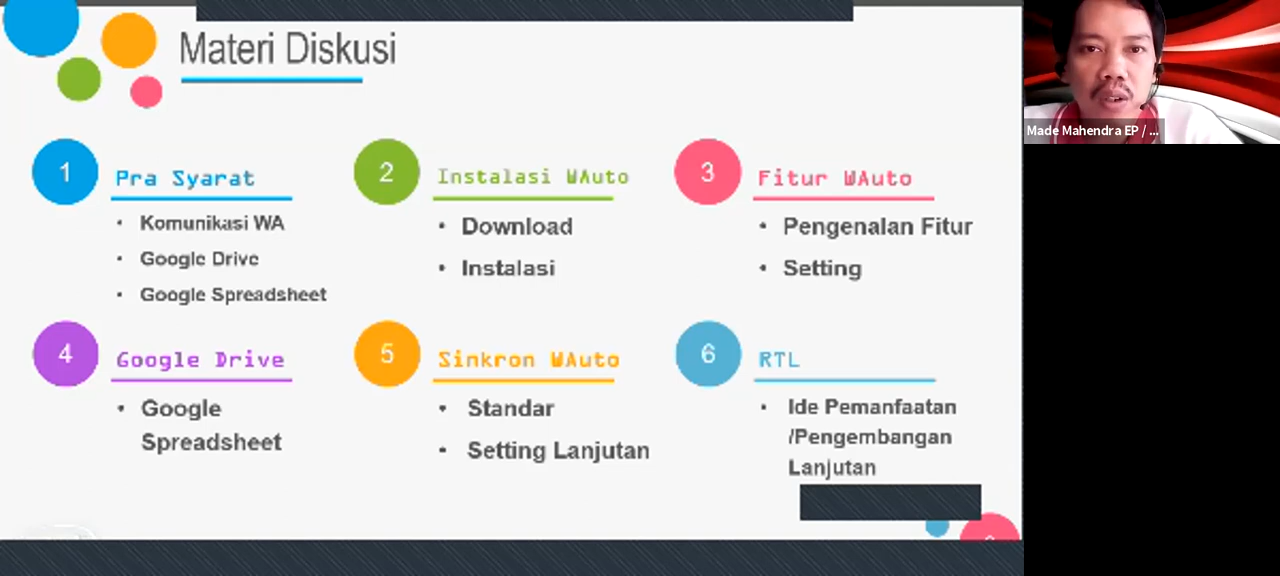 Materi Diskusi
Made Mahendra EP / ...
1
Pra Syarat
• Komunikasi WA
• Google Drive
• Google Spreadsheet
2
Instalasi WAuto
• Download
• Instalasi
3
Fitur WAuto
• Pengenalan Fitur
• Setting
4
Google Drive
• Google
Spreadsheet
5
Sinkron WAuto
• Standar
• Setting Lanjutan
6
RTL
• Ide Pemanfaatan
/Pengembangan
Lanjutan